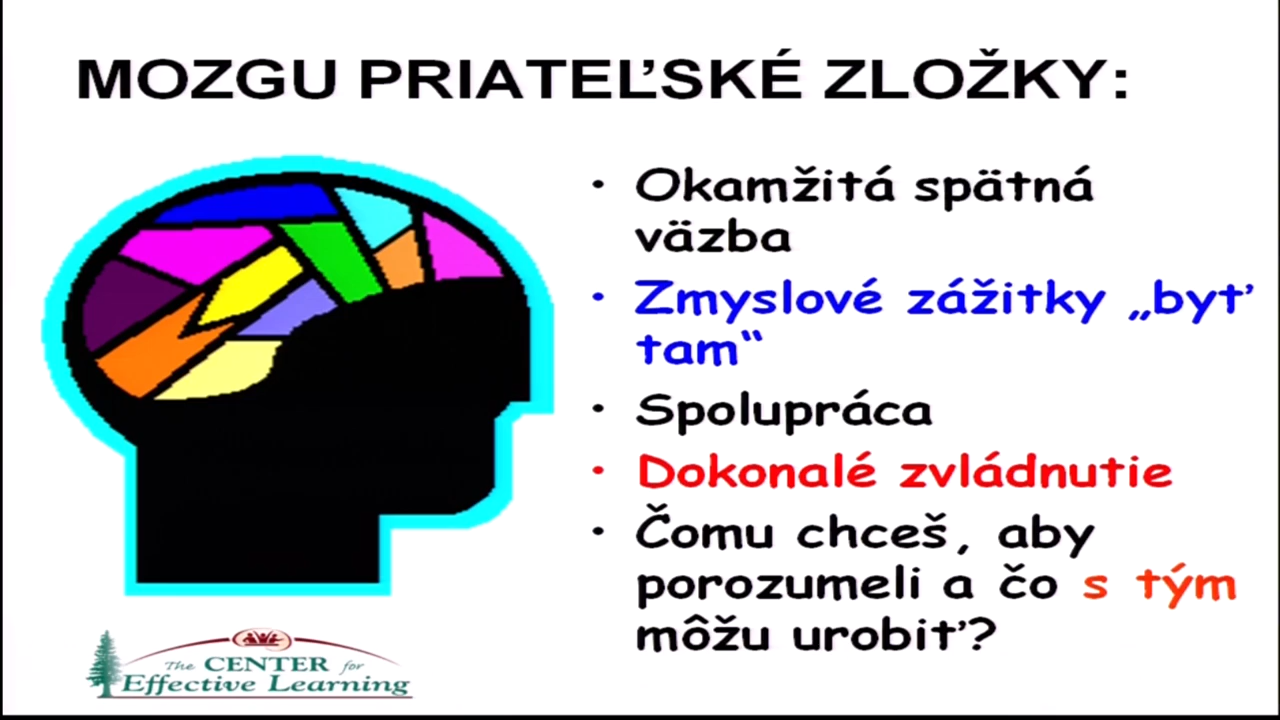 MOZGU PRIATEĽSKÉ ZLOŽKY:
• Okamžitá spätná
väzba
• Zmyslové zážitky „byť
tam“
• Spolupráca
• Dokonalé zvládnutie
• Čomu chceš, aby
porozumeli a čo s tým
môžu urobiť?
The CENTER for
Effective Learning